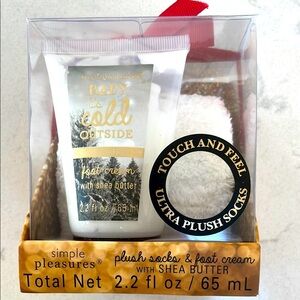 BABY
it's
cold
OUTSIDE
foot cream
with shea butter
2.2 fl oz / 65 mL
TOUCH AND FEEL
ULTRA PLUSH SOCKS
simple
pleasures®
plush socks & foot cream
WITH SHEA BUTTER
Total Net 2.2 fl oz / 65 mL